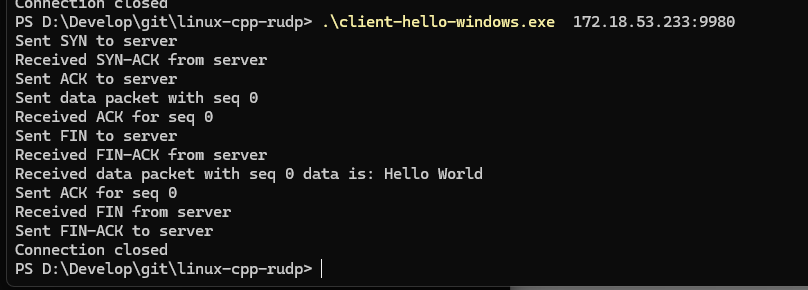 Connection closed
PS D:\Develop\git\linux-cpp-rudp> .\client-hello-windows.exe  172.18.53.233:9980
Sent SYN to server
Received SYN-ACK from server
Sent ACK to server
Sent data packet with seq 0
Received ACK for seq 0
Sent FIN to server
Received FIN-ACK from server
Received data packet with seq 0 data is: Hello World
Sent ACK for seq 0
Received FIN from server
Sent FIN-ACK to server
Connection closed
PS D:\Develop\git\linux-cpp-rudp>